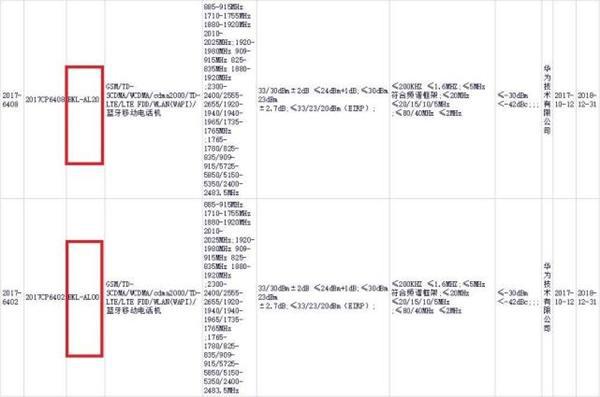 2017-
6408
2017CP6408
BKL-AL20
GSM/TD-
SCDMA/WCDMA/cdma2000/TD-
LTE/LTE FDD/WLAN(WAPI)/
蓝牙移动电话机
885-915MHz
1710-1755MHz
1880-1920MHz
2010-
2025MHz;1920-
1980MHz 909-
915MHz 825-
835MHz 1880-
1920MHz
;2300-
2400/2555-
2655/1920-
1940/1940-
1965/1735-
1765MHz
;1765-
1780/825-
835/909-
915/5725-
5850/5150-
5350/2400-
2483.5MHz
33/30dBm±2dB ≤24dBm+1dB;≤30dBm
23dBm
±2.7dB;≤33/23/20dBm(EIRP);
≤200KHZ ≤1.6MHZ;≤5MHz
符合频谱框架;≤20MHz
≤20/15/10/5MHz
;≤80/40MHz ≤2MHz
≤-30dBm
≤-42dBc;;;
华为技术有限公司
2017-
10-12
2018-
12-31
2017-
6402
2017CP6402
BKL-AL00
GSM/TD-
SCDMA/WCDMA/cdma2000/TD-
LTE/LTE FDD/WLAN(WAPI)/
蓝牙移动电话机
885-915MHz
1710-1755MHz
1880-1920MHz
2010-
2025MHz;1920-
1980MHz 909-
915MHz 825-
835MHz 1880-
1920MHz
;2300-
2400/2555-
2655/1920-
1940/1940-
1965/1735-
1765MHz
;1765-
1780/825-
835/909-
915/5725-
5850/5150-
5350/2400-
2483.5MHz
33/30dBm±2dB ≤24dBm+1dB;≤30dBm
23dBm
±2.7dB;≤33/23/20dBm(EIRP);
≤200KHZ ≤1.6MHZ;≤5MHz
符合频谱框架;≤20MHz
≤20/15/10/5MHz
;≤80/40MHz ≤2MHz
≤-30dBm
≤-42dBc;;;
华为技术有限公司
2017-
10-12
2018-
12-31